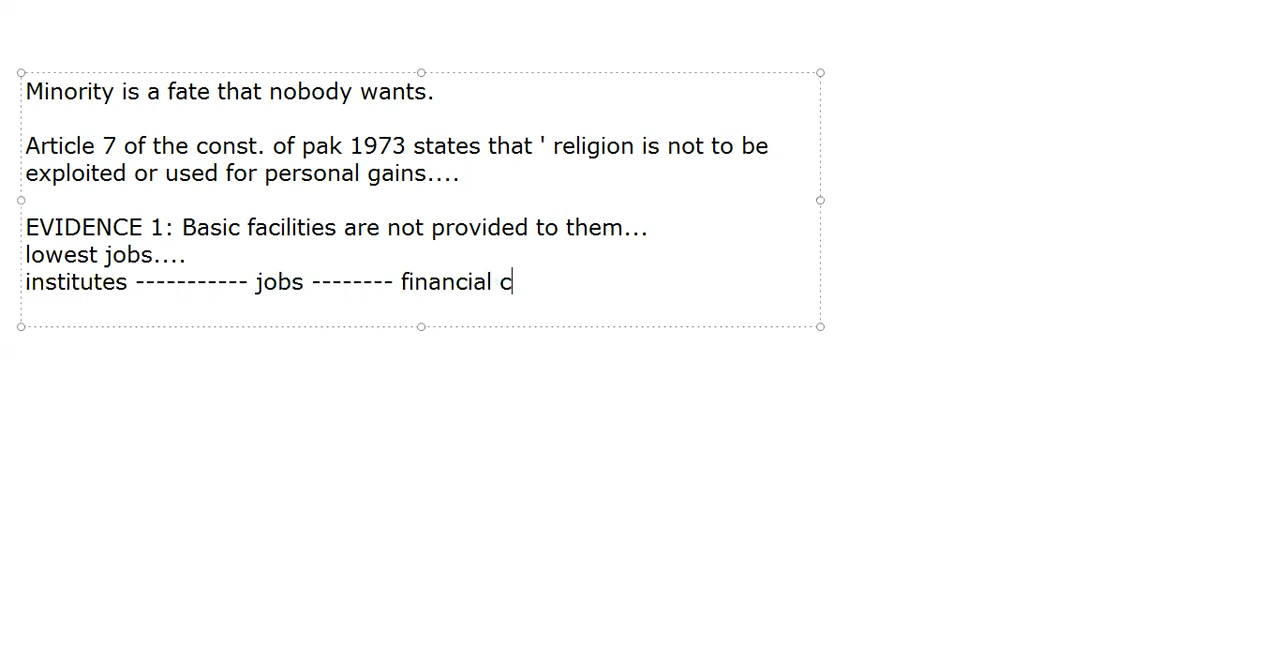 Minority is a fate that nobody wants.
Article 7 of the const. of pak 1973 states that ' religion is not to be
exploited or used for personal gains....
EVIDENCE 1: Basic facilities are not provided to them...
lowest jobs....
institutes ----------- jobs -------- financial c